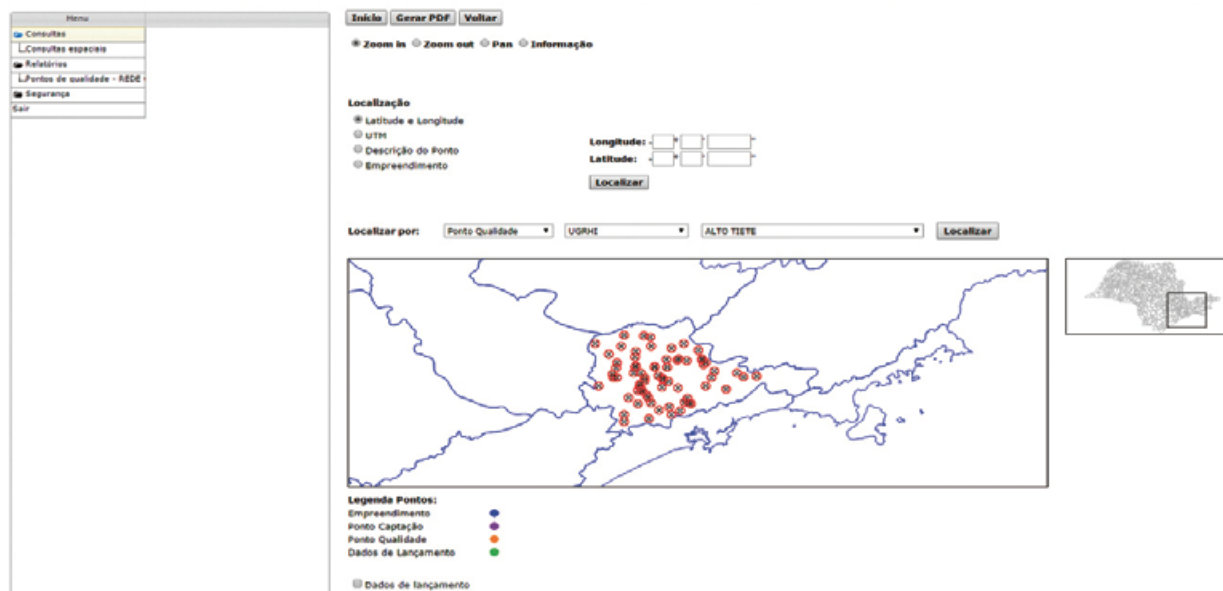 Menu
Consultas
Consultas espaciais
Relatórios
Pontos de qualidade - REDE
Segurança
Sair
Início Gerar PDF Voltar
Zoom in Zoom out Pan Informação
Localização
Latitude e Longitude
UTM
Descrição do Ponto
Empreendimento
Longitude: - ° ' "
Latitude: - ° ' "
Localizar
Localizar por: Ponto Qualidade UGRHI ALTO TIETE Localizar
Legenda Pontos:
Empreendimento
Ponto Captação
Ponto Qualidade
Dados de Lançamento
Dados de lançamento